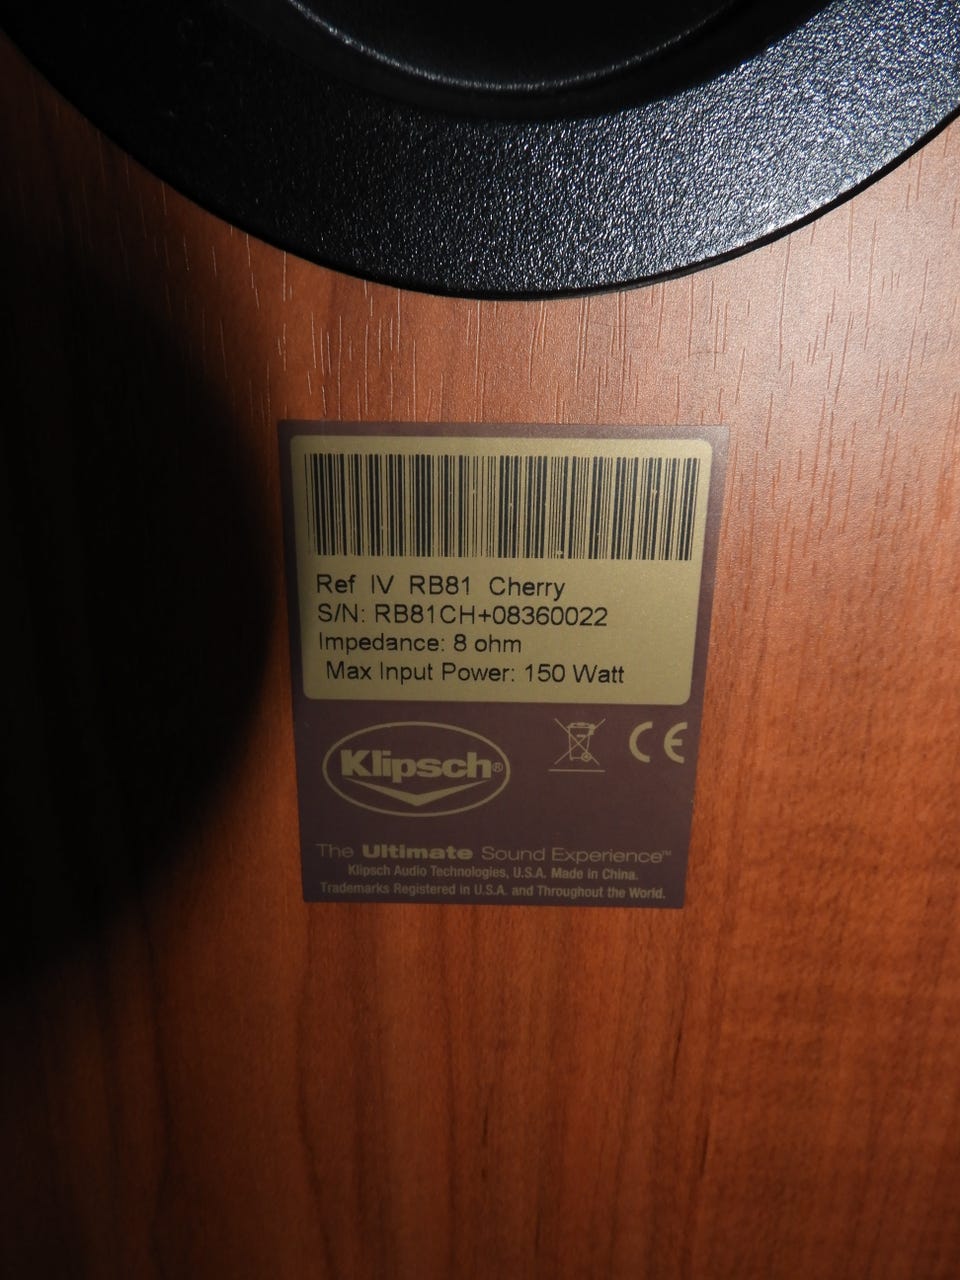 Ref IV RB81 Cherry
S/N: RB81CH+08360022
Impedance: 8 ohm
Max Input Power: 150 Watt
Klipsch®
CE
The Ultimate Sound Experience™
Klipsch Audio Technologies, U.S.A. Made in China.
Trademarks Registered in U.S.A. and Throughout the World.